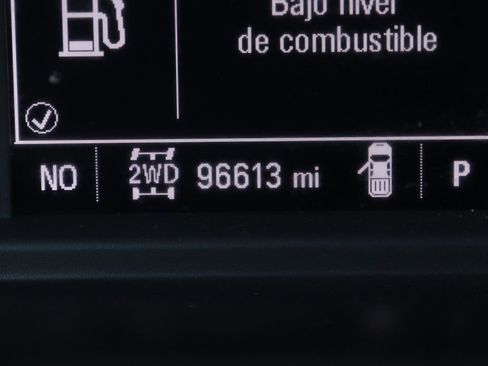 Bajo nivel
de combustible
NO 2WD 96613 mi P